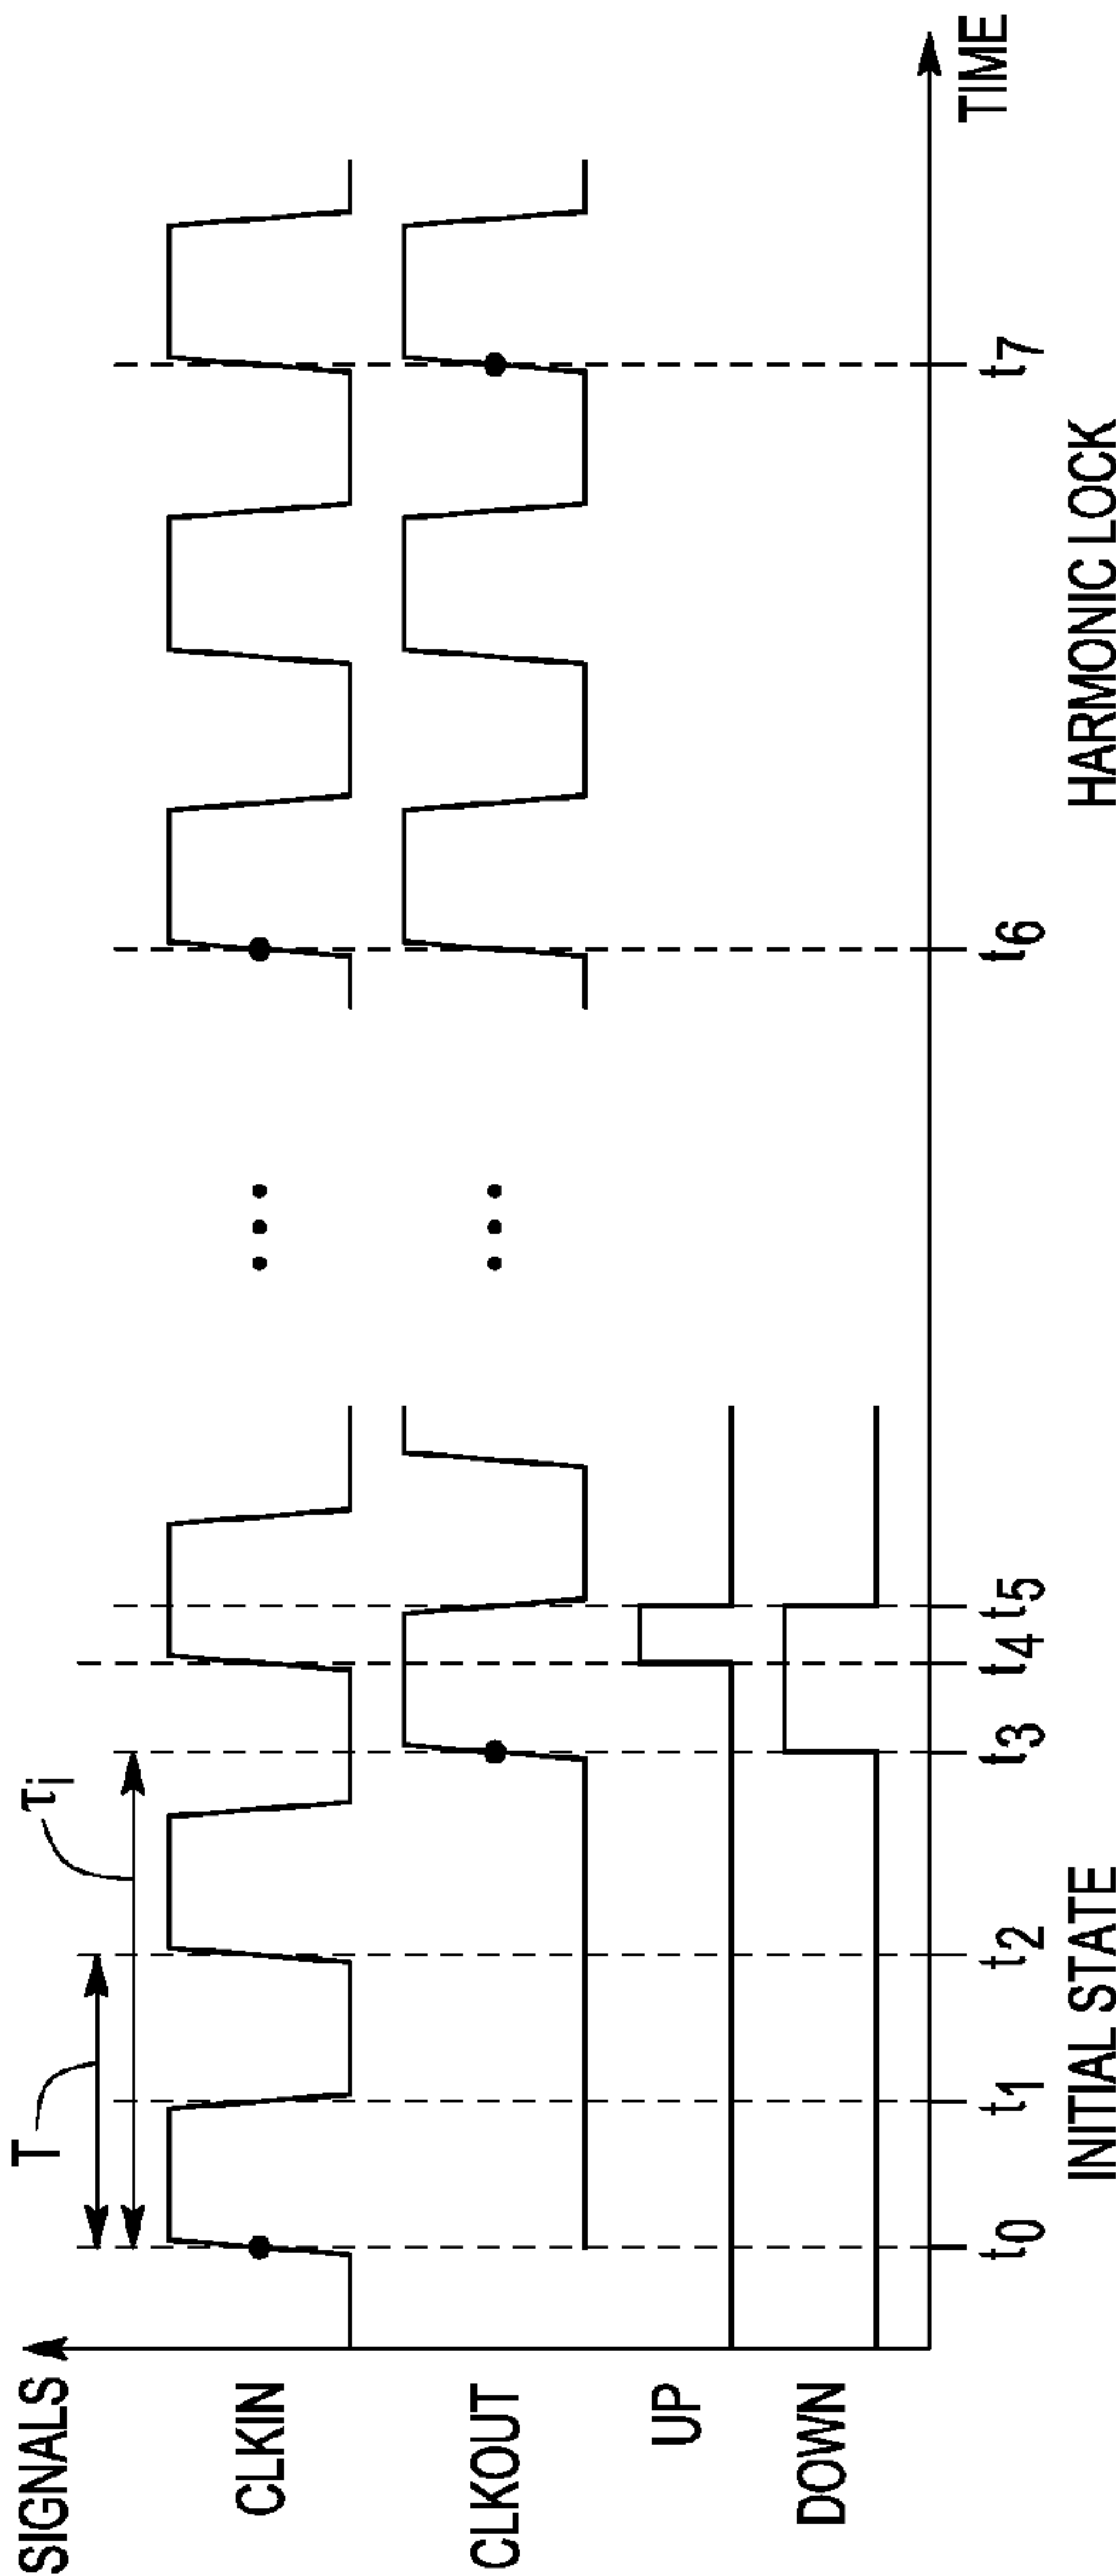 SIGNALS
T
τi
CLKIN
CLKOUT
UP
DOWN
t0 t1 t2 t3 t4 t5 t6 t7
TIME
INITIAL STATE
HARMONIC LOCK